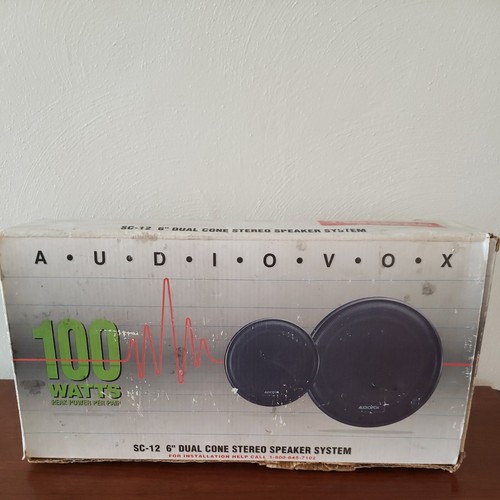 SC-12 6" DUAL CONE STEREO SPEAKER SYSTEM
A•U•D•I•O•V•O•X
100
WATTS
PEAK POWER PER PAIR
AUDIOVOX
SC-12 6" DUAL CONE STEREO SPEAKER SYSTEM
FOR INSTALLATION HELP CALL